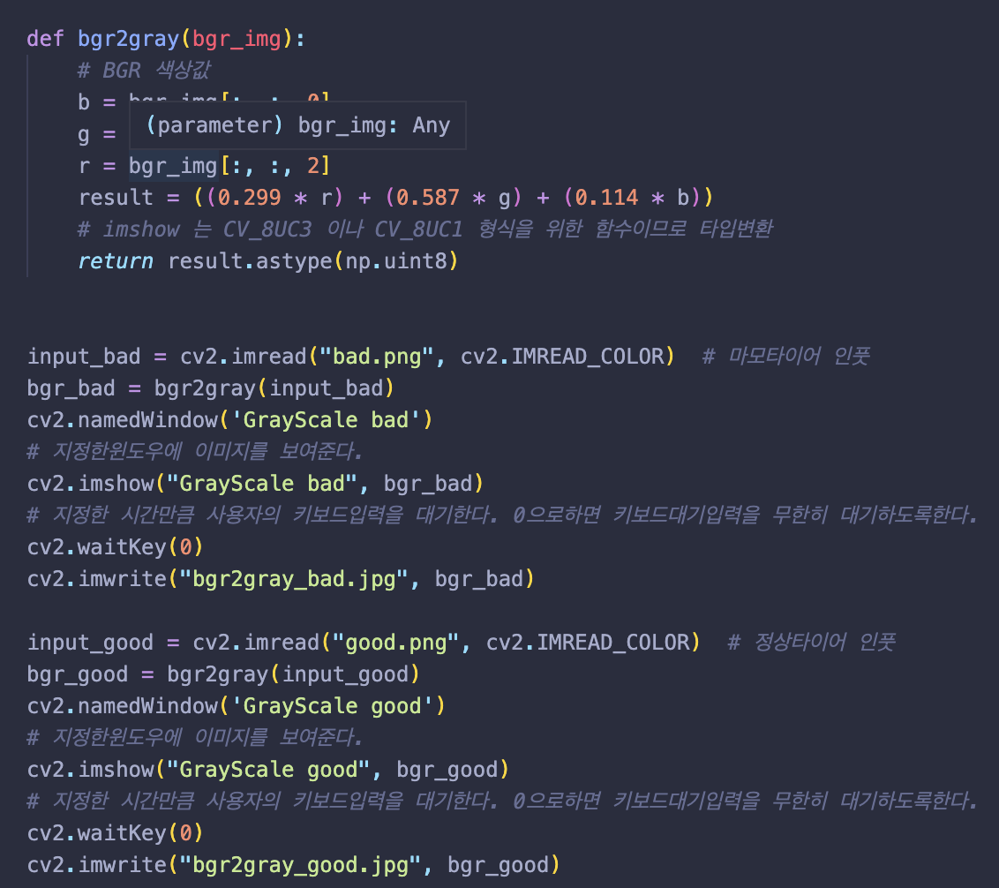 def bgr2gray(bgr_img):
# BGR 색상값
b = bgr_img[:, :, 0]
(parameter) bgr_img: Any
g =
r = bgr_img[:, :, 2]
result = ((0.299 * r) + (0.587 * g) + (0.114 * b))
# imshow 는 CV_8UC3 이나 CV_8UC1 형식을 위한 함수이므로 타입변환
return result.astype(np.uint8)
input_bad = cv2.imread("bad.png", cv2.IMREAD_COLOR)  # 마모타이어 인풋
bgr_bad = bgr2gray(input_bad)
cv2.namedWindow('GrayScale bad')
# 지정한윈도우에 이미지를 보여준다.
cv2.imshow("GrayScale bad", bgr_bad)
# 지정한 시간만큼 사용자의 키보드입력을 대기한다. 0으로하면 키보드대기입력을 무한히 대기하도록한다.
cv2.waitKey(0)
cv2.imwrite("bgr2gray_bad.jpg", bgr_bad)
input_good = cv2.imread("good.png", cv2.IMREAD_COLOR)  # 정상타이어 인풋
bgr_good = bgr2gray(input_good)
cv2.namedWindow('GrayScale good')
# 지정한윈도우에 이미지를 보여준다.
cv2.imshow("GrayScale good", bgr_good)
# 지정한 시간만큼 사용자의 키보드입력을 대기한다. 0으로하면 키보드대기입력을 무한히 대기하도록한다.
cv2.waitKey(0)
cv2.imwrite("bgr2gray_good.jpg", bgr_good)